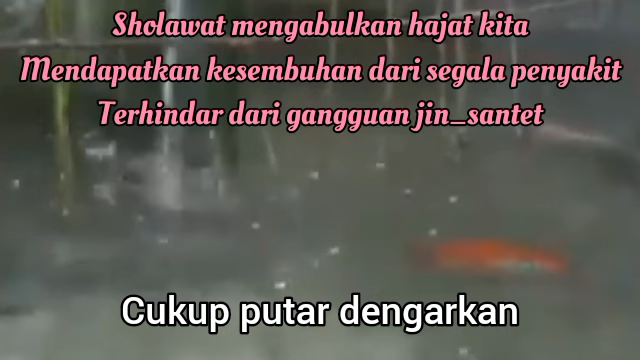 Sholawat mengabulkan hajat kita
Mendapatkan kesembuhan dari segala penyakit
Terhindar dari gangguan jin_santet
Cukup putar dengarkan